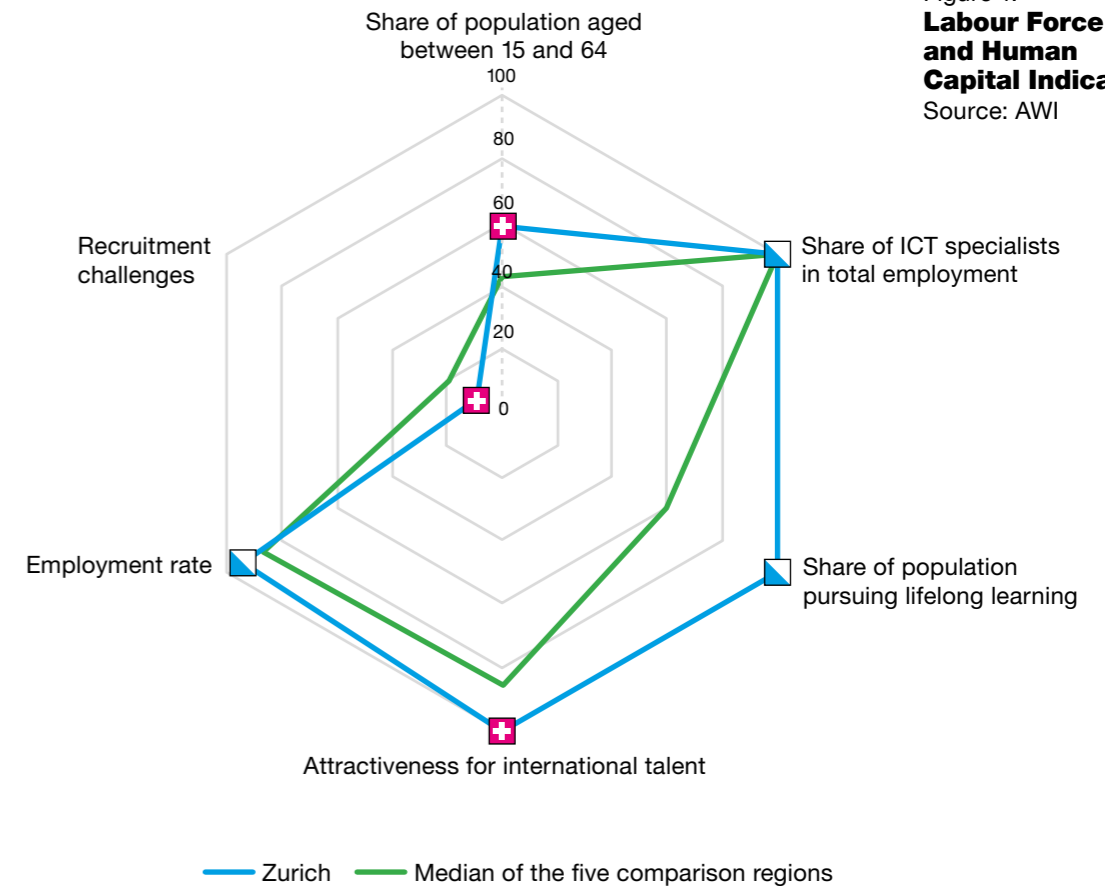 Labour Force
and Human
Source: AWI
Share of population aged
between 15 and 64
100
80
60
40
20
0
Recruitment
challenges
Share of ICT specialists
in total employment
Employment rate
Share of population
pursuing lifelong learning
Attractiveness for international talent
Zurich
Median of the five comparison regions